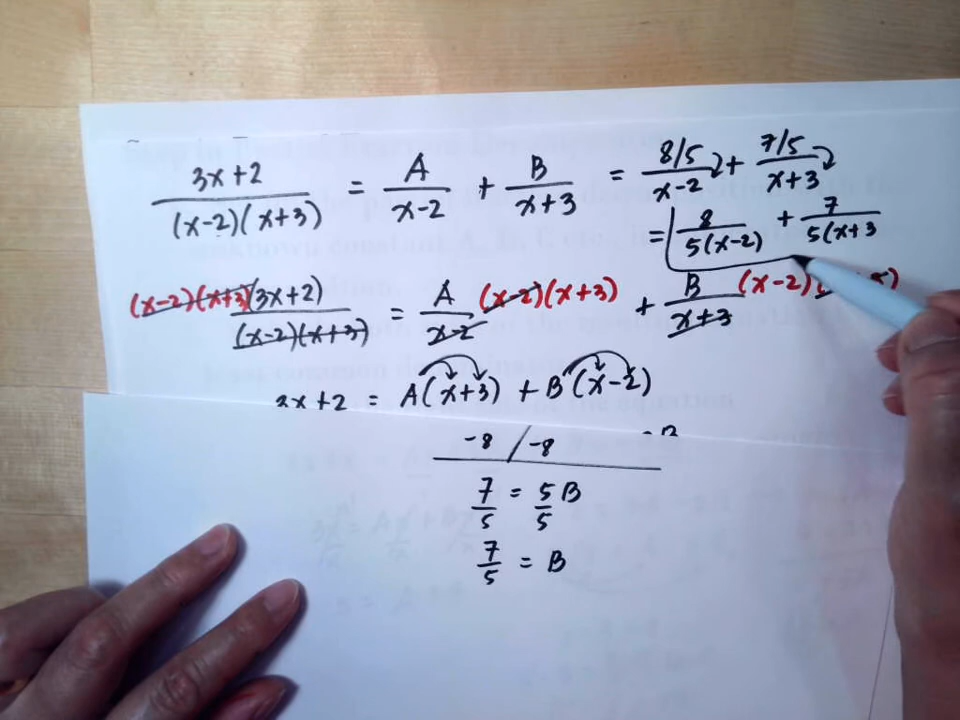 3x+2 / (x-2)(x+3) = A / x-2 + B / x+3 = 8/5 / x-2 + 7/5 / x+3
= 8 / 5(x-2) + 7 / 5(x+3
(x-2)(x+3)(3x+2) / (x-2)(x+3) = A / x-2 (x-2)(x+3) + B / x+3 (x-2)(
3x+2 = A(x+3) + B(x-2)
-8 / -8
7/5 = 5B/5
7/5 = B